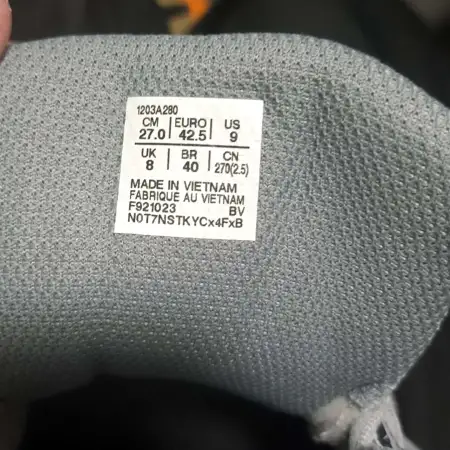 1203A280
CM | EURO | US
27.0 | 42.5 | 9
UK | BR | CN
8 | 40 | 270(2.5)
MADE IN VIETNAM
FABRIQUE AU VIETNAM
F921023 BV
N0T7NSTKYCx4FxB